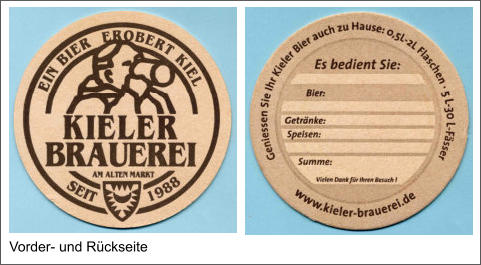 EIN BIER EROBERT KIEL
KIELER
BRAUEREI
AM ALTEN MARKT
SEIT 1988
Geniessen Sie Ihr Kieler Bier auch zu Hause: 0,5L-2L Flaschen · 5 L-30 L-Fässer
Es bedient Sie:
Bier:
Getränke:
Speisen:
Summe:
Vielen Dank für Ihren Besuch !
www.kieler-brauerei.de
Vorder- und Rückseite